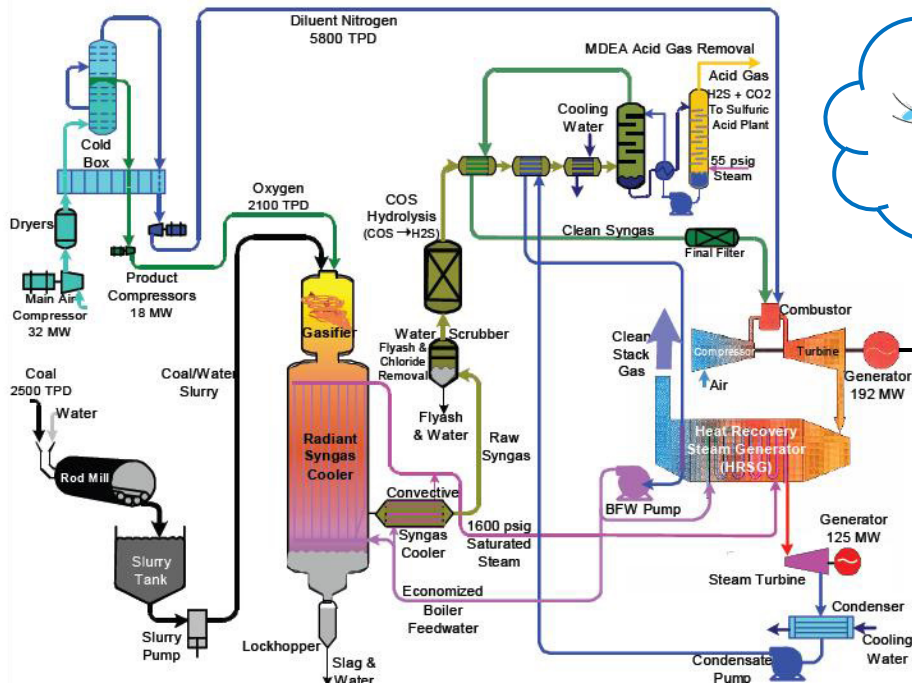 Diluent Nitrogen
5800 TPD
MDEA Acid Gas Removal
Acid Gas
H2S + CO2
To Sulfuric
Acid Plant
Cooling
Water
55 psig
Steam
Cold
Box
Oxygen
2100 TPD
COS
Hydrolysis
(COS →H2S)
Dryers
Clean Syngas
Final Filter
Product
Compressors
18 MW
Main Air
Compressor
32 MW
Gasifier
Water Scrubber
Flyash &
Chloride
Removal
Clean
Stack
Gas
Combustor
Compressor
Turbine
Air
Generator
192 MW
Coal
2500 TPD
Water
Coal/Water
Slurry
Flyash
& Water
Radiant
Syngas
Cooler
Raw
Syngas
Heat Recovery
Steam Generator
(HRSG)
Rod Mill
Convective
Syngas
Cooler
1600 psig
Saturated
Steam
BFW Pump
Generator
125 MW
Slurry
Tank
Steam Turbine
Economized
Boiler
Feedwater
Condenser
Slurry
Pump
Lockhopper
Slag &
Water
Cooling
Water
Condensate
Pump